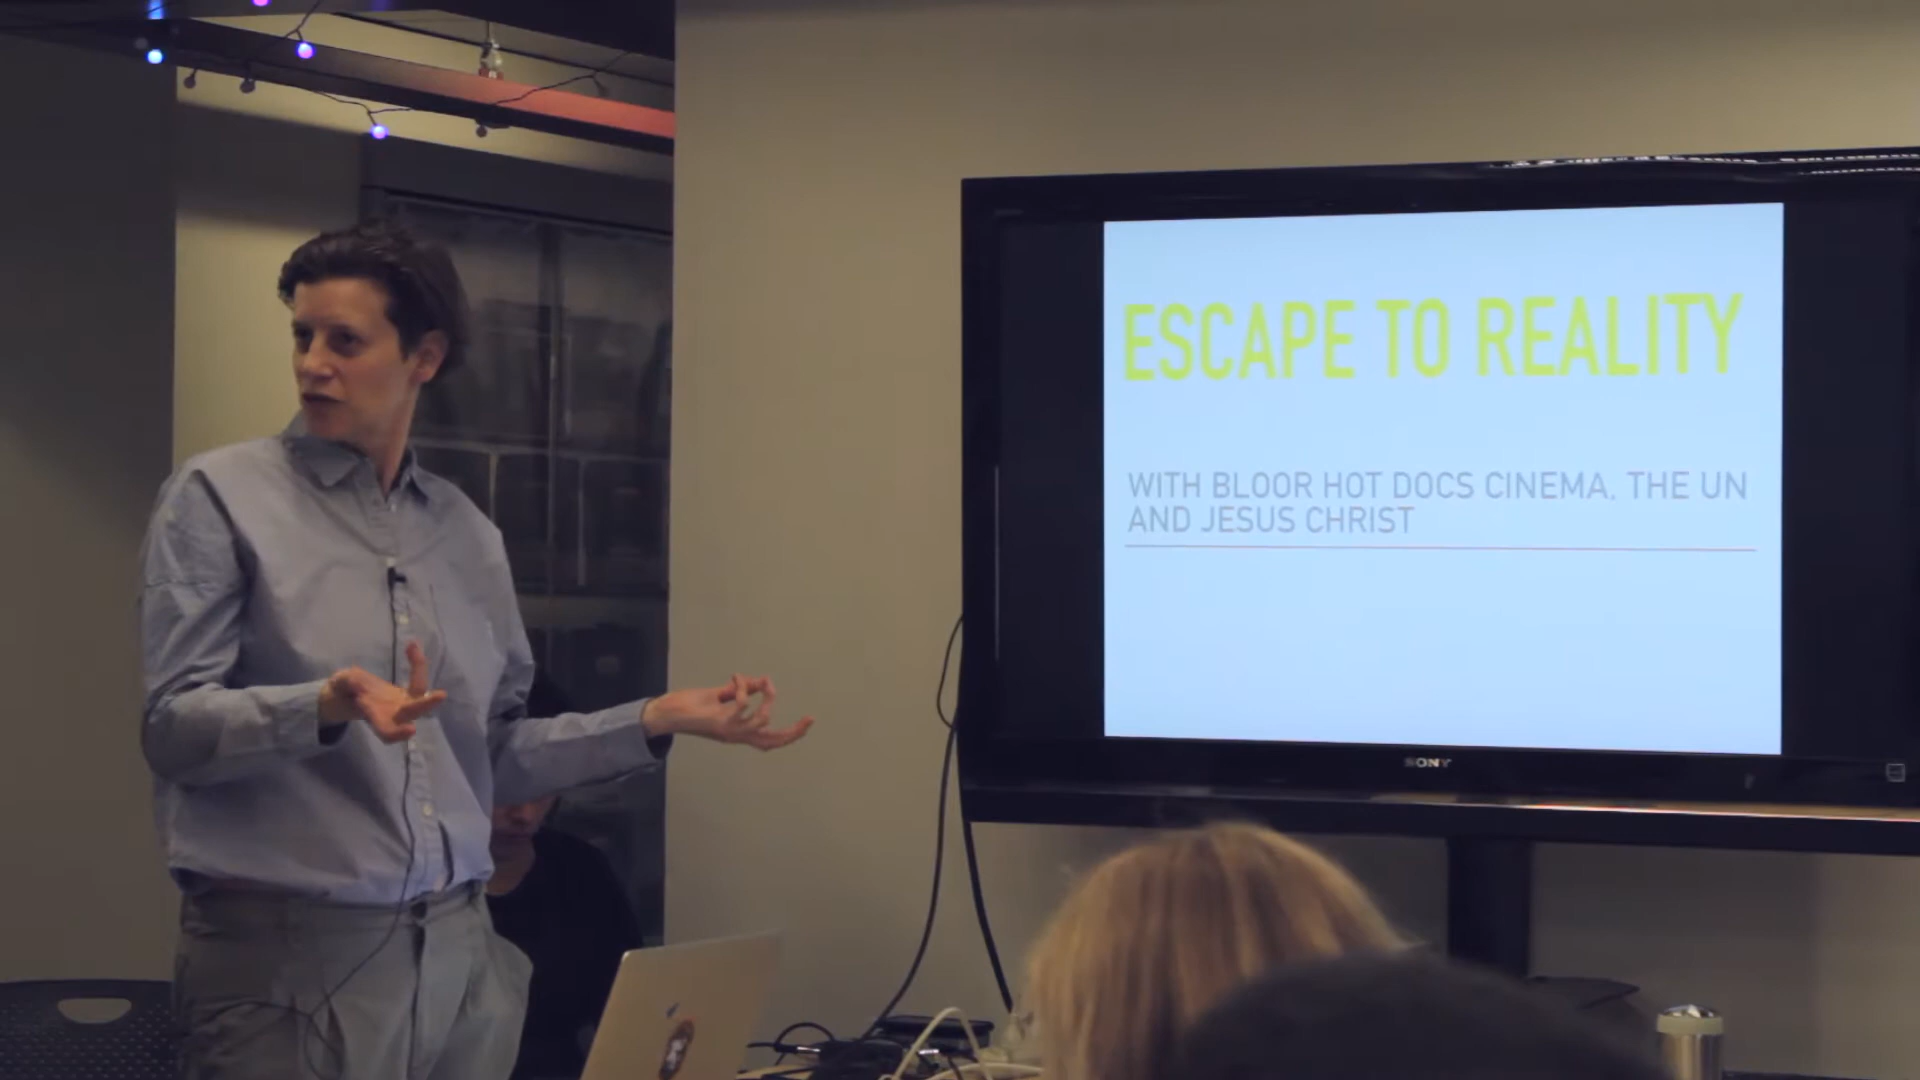 ESCAPE TO REALITY
WITH BLOOR HOT DOCS CINEMA, THE UN
AND JESUS CHRIST
SONY